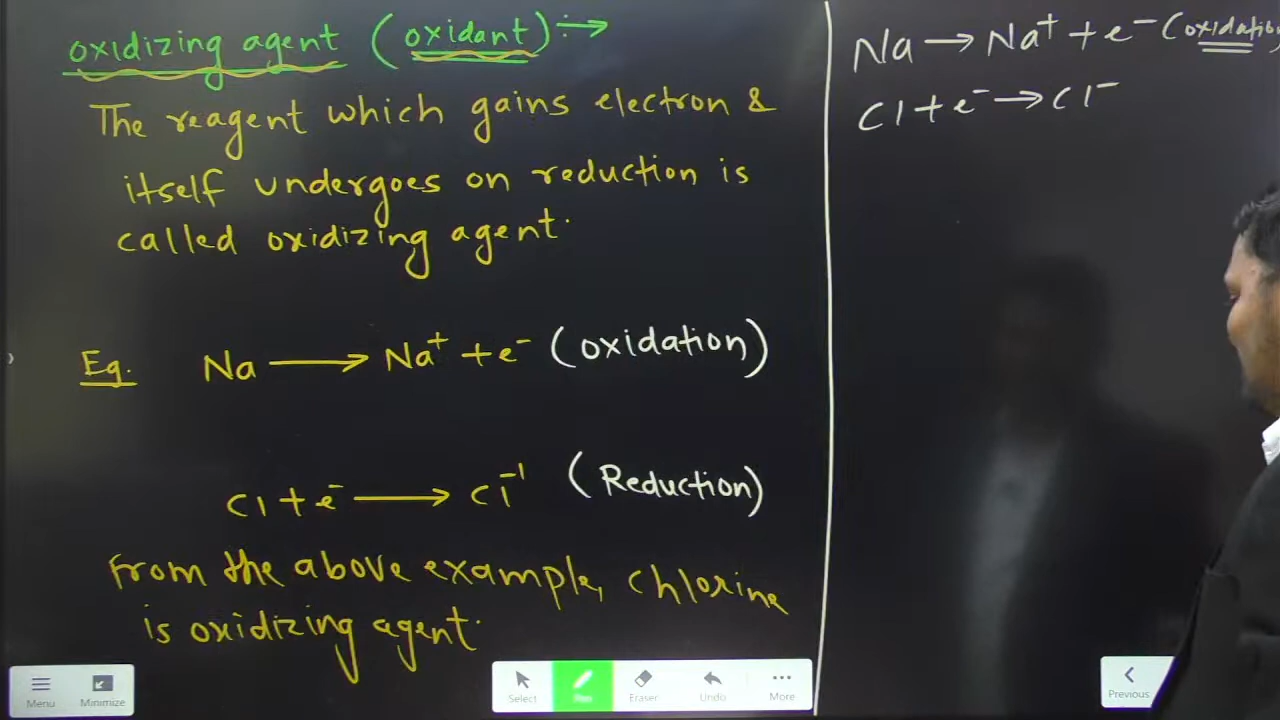 oxidizing agent (oxidant) :→
The reagent which gains electron &
itself undergoes on reduction is
called oxidizing agent.
Eg. Na ⟶ Na⁺ + e⁻ (oxidation)
Cl + e⁻ ⟶ Cl⁻¹ (Reduction)
From the above example, chlorine
is oxidizing agent.
Na → Na⁺ + e⁻ (oxidation)
Cl + e⁻ → Cl⁻
Menu
Minimize
Select
Pen
Eraser
Undo
More
Previous